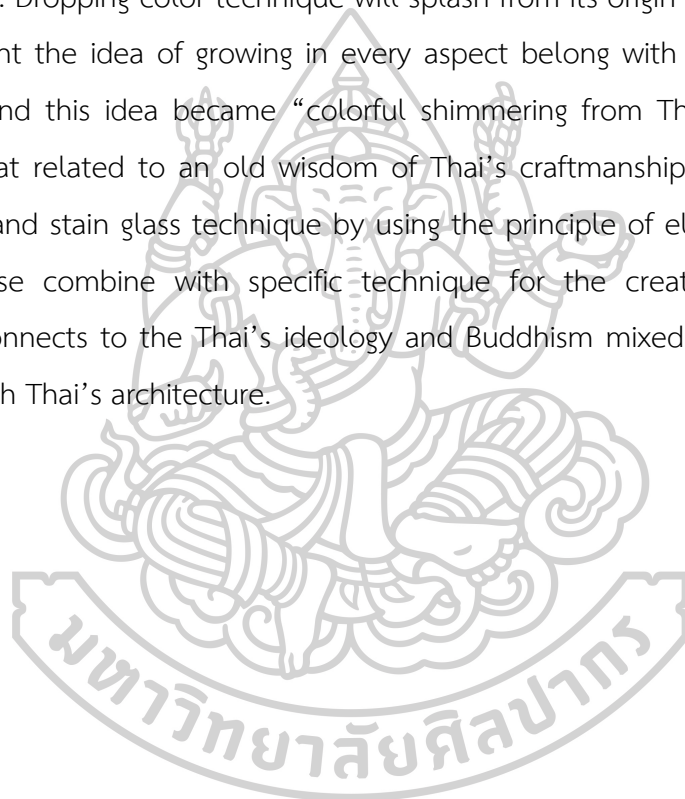 . Dropping color technique will splash from its origin
nt the idea of growing in every aspect belong with
nd this idea became “colorful shimmering from Th
at related to an old wisdom of Thai’s craftmanship
and stain glass technique by using the principle of el
se combine with specific technique for the creat
onnects to the Thai’s ideology and Buddhism mixed
h Thai’s architecture.
มหาวิทยาลัยศิลปากร